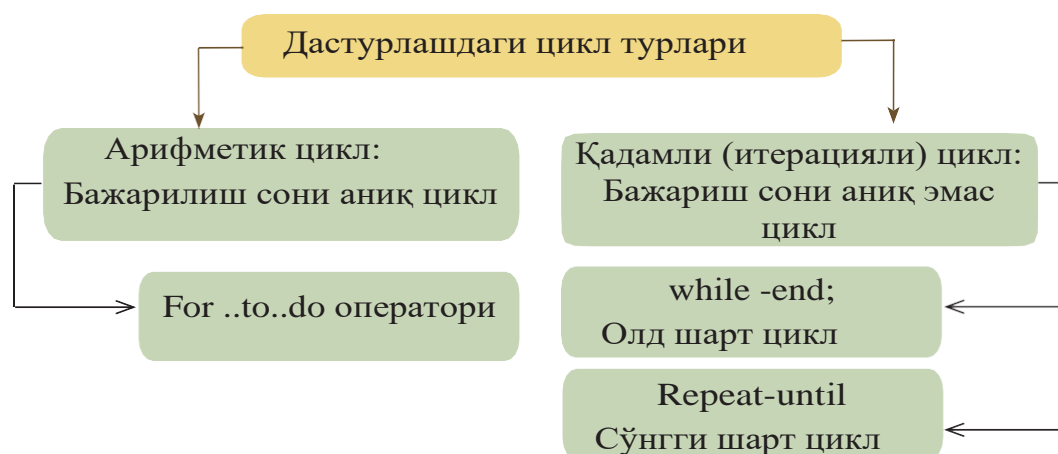 Дастурлашдаги цикл турлари
Арифметик цикл:
Бажарилиш сони аниқ цикл
For ..to..do оператори
Қадамли (итерацияли) цикл:
Бажариш сони аниқ эмас
цикл
while -end;
Олд шарт цикл
Repeat-until
Сўнгги шарт цикл